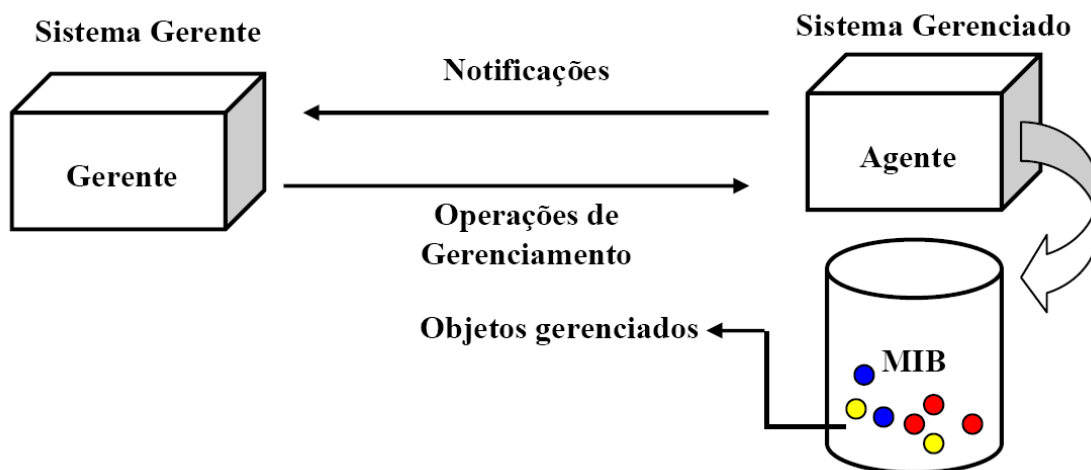 Sistema Gerente
Sistema Gerenciado
Notificações
Gerente
Agente
Operações de
Gerenciamento
Objetos gerenciados
MIB